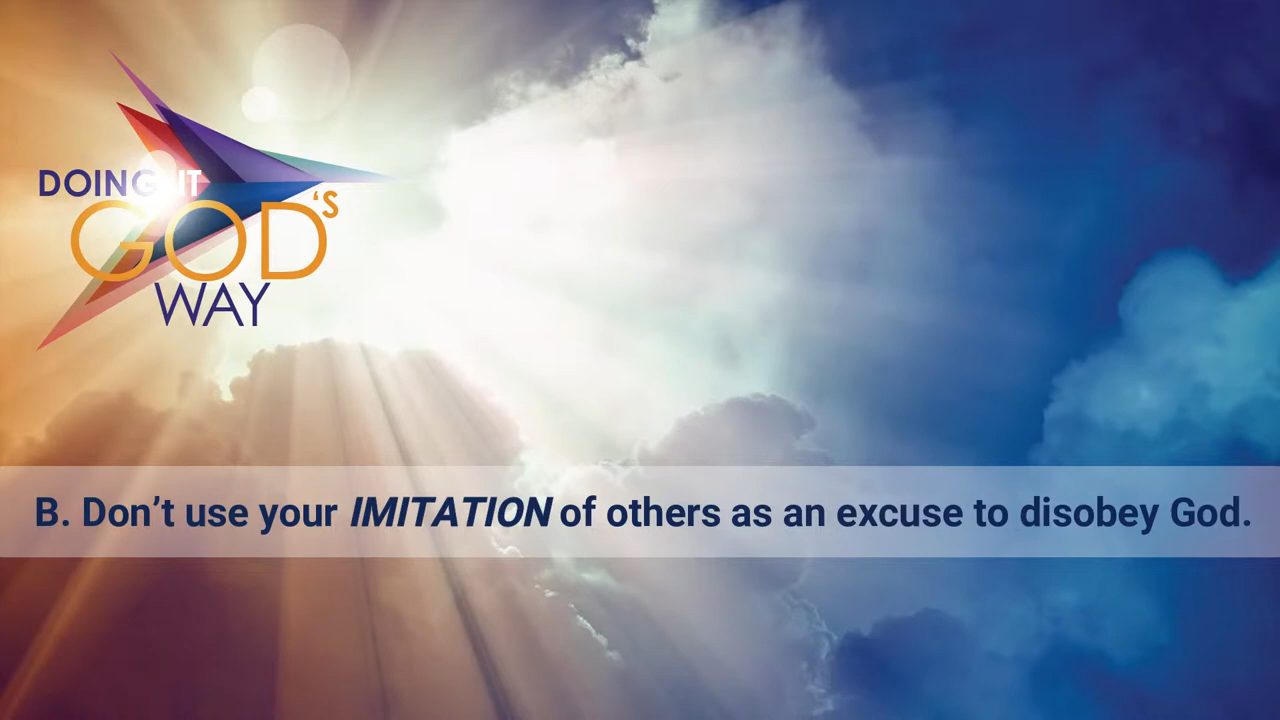 DOING IT
GOD'S
WAY
B. Don’t use your IMITATION of others as an excuse to disobey God.